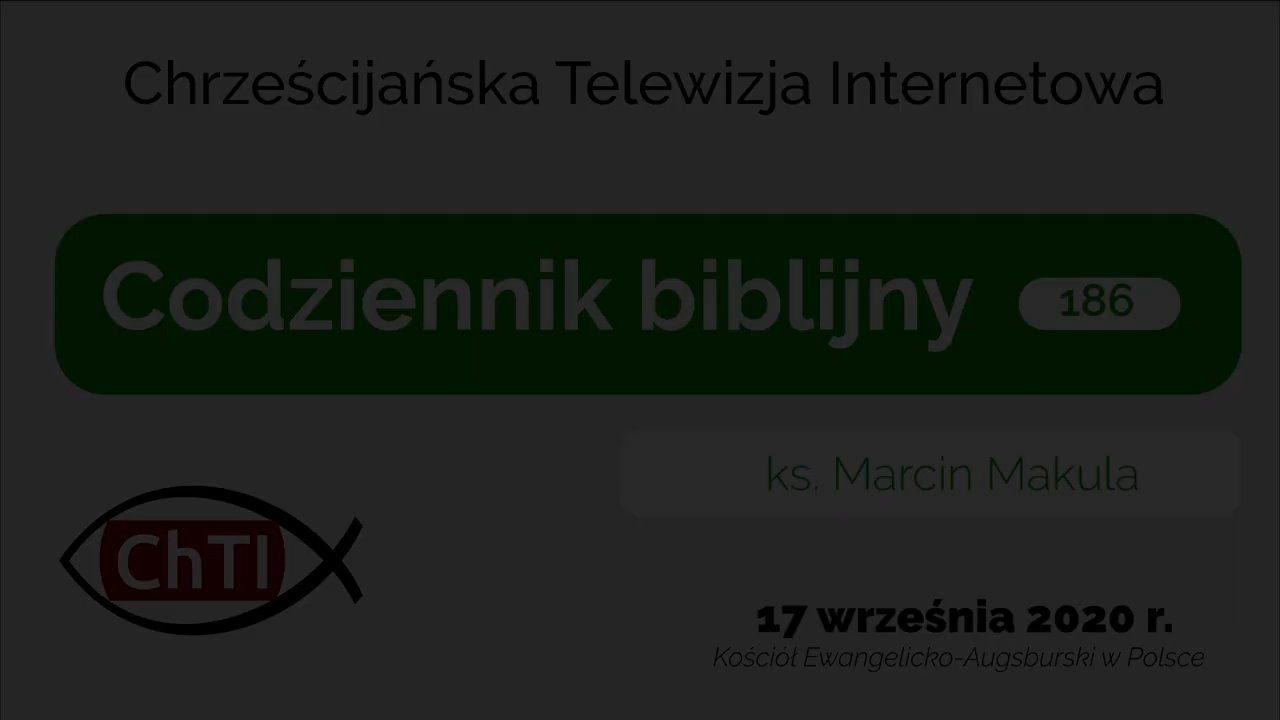 Chrześcijańska Telewizja Internetowa
Codziennik biblijny 186
ks. Marcin Makula
ChTI
17 września 2020 r.
Kościół Ewangelicko-Augsburski w Polsce